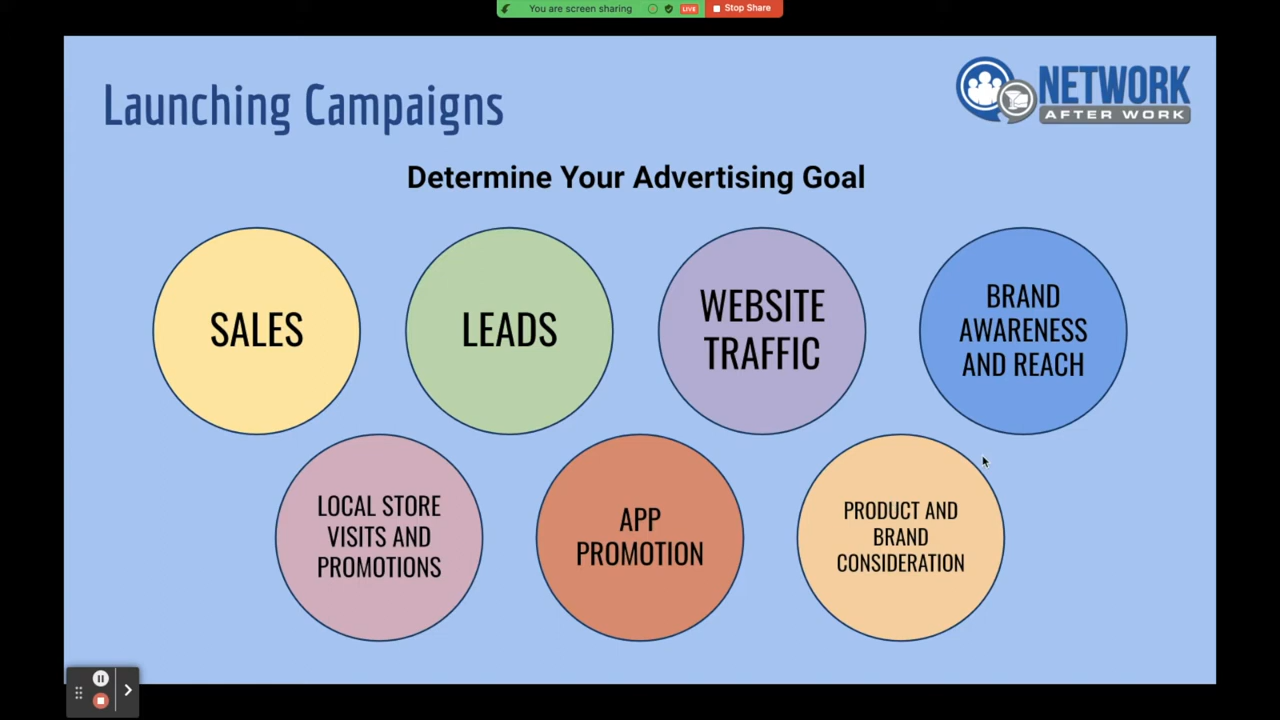 You are screen sharing
LIVE
Stop Share
Launching Campaigns
NETWORK
AFTER WORK
Determine Your Advertising Goal
SALES
LEADS
WEBSITE
TRAFFIC
BRAND
AWARENESS
AND REACH
LOCAL STORE
VISITS AND
PROMOTIONS
APP
PROMOTION
PRODUCT AND
BRAND
CONSIDERATION